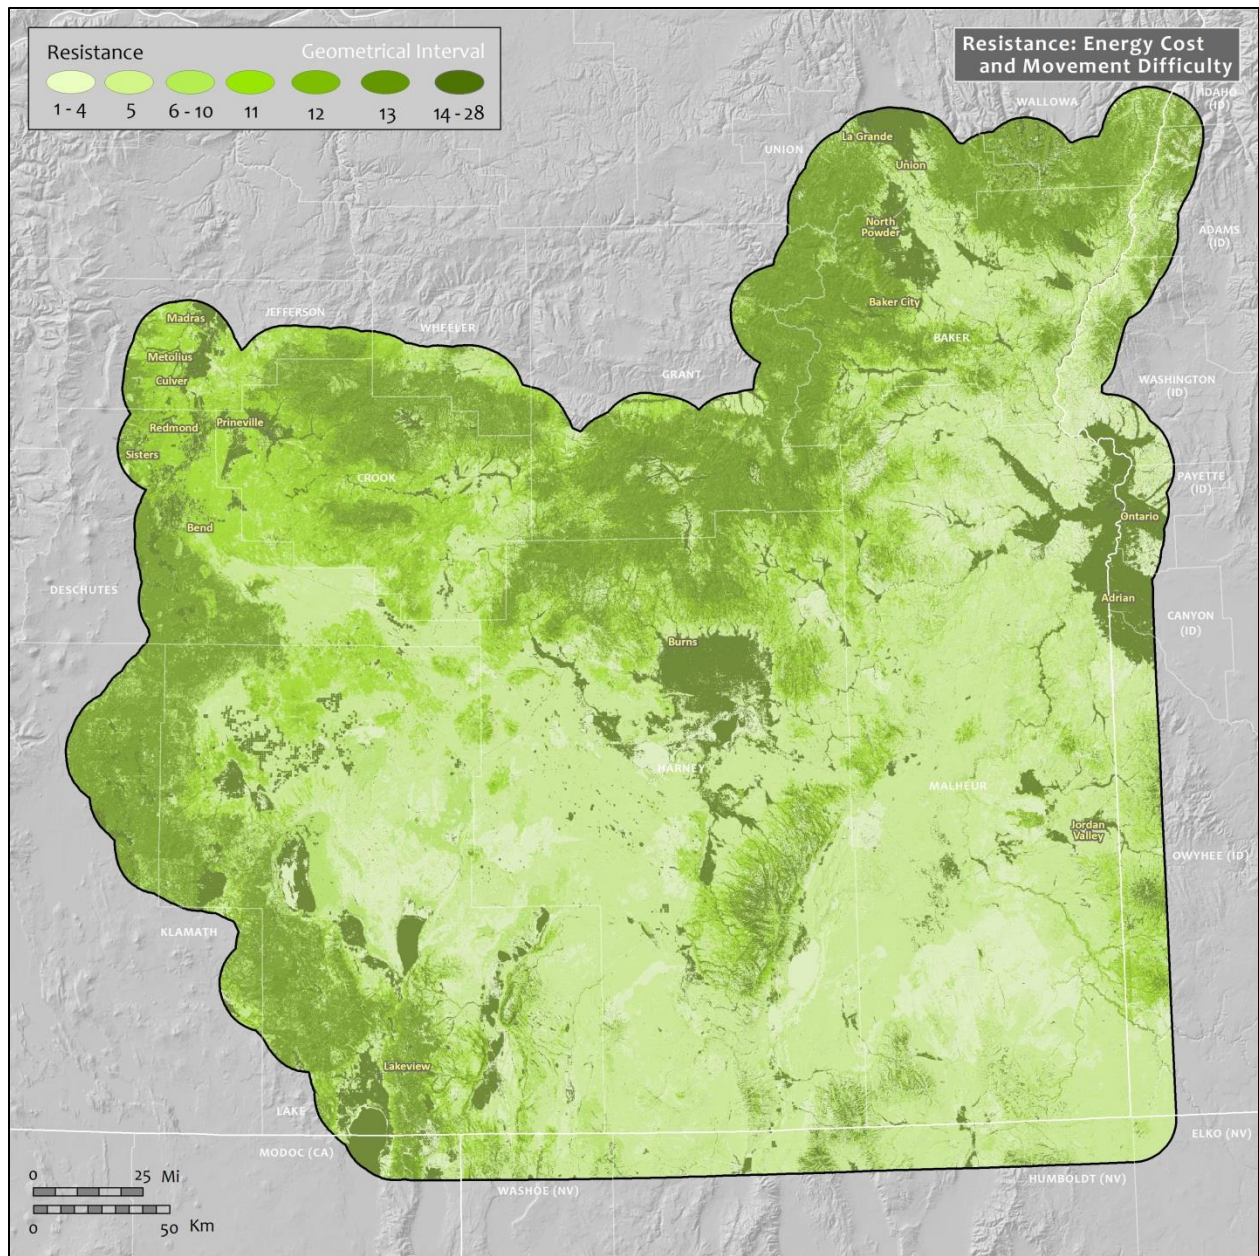 Resistance
Geometrical Interval
1 - 4
5
6 - 10
11
12
13
14 - 28
Resistance: Energy Cost
and Movement Difficulty
IDAHO
(ID)
WALLOWA
La Grande
UNION
Union
North
Powder
ADAMS
(ID)
Baker City
Madras
JEFFERSON
WHEELER
BAKER
Metolius
GRANT
Culver
WASHINGTON
(ID)
Redmond
Prineville
Sisters
CROOK
PAYETTE
(ID)
Bend
Ontario
DESCHUTES
Adrian
CANYON
(ID)
Burns
HARNEY
MALHEUR
Jordan
Valley
OWYHEE (ID)
KLAMATH
Lakeview
LAKE
MODOC (CA)
ELKO (NV)
WASHOE (NV)
HUMBOLDT (NV)
0
25 Mi
0
50 Km